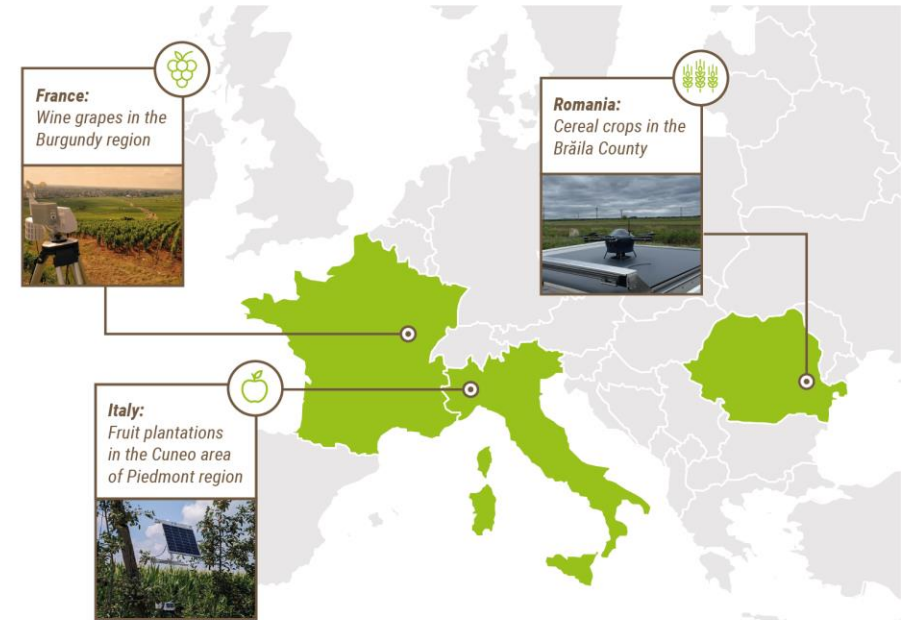 France:
Wine grapes in the
Burgundy region
Romania:
Cereal crops in the
Brăila County
Italy:
Fruit plantations
in the Cuneo area
of Piedmont region